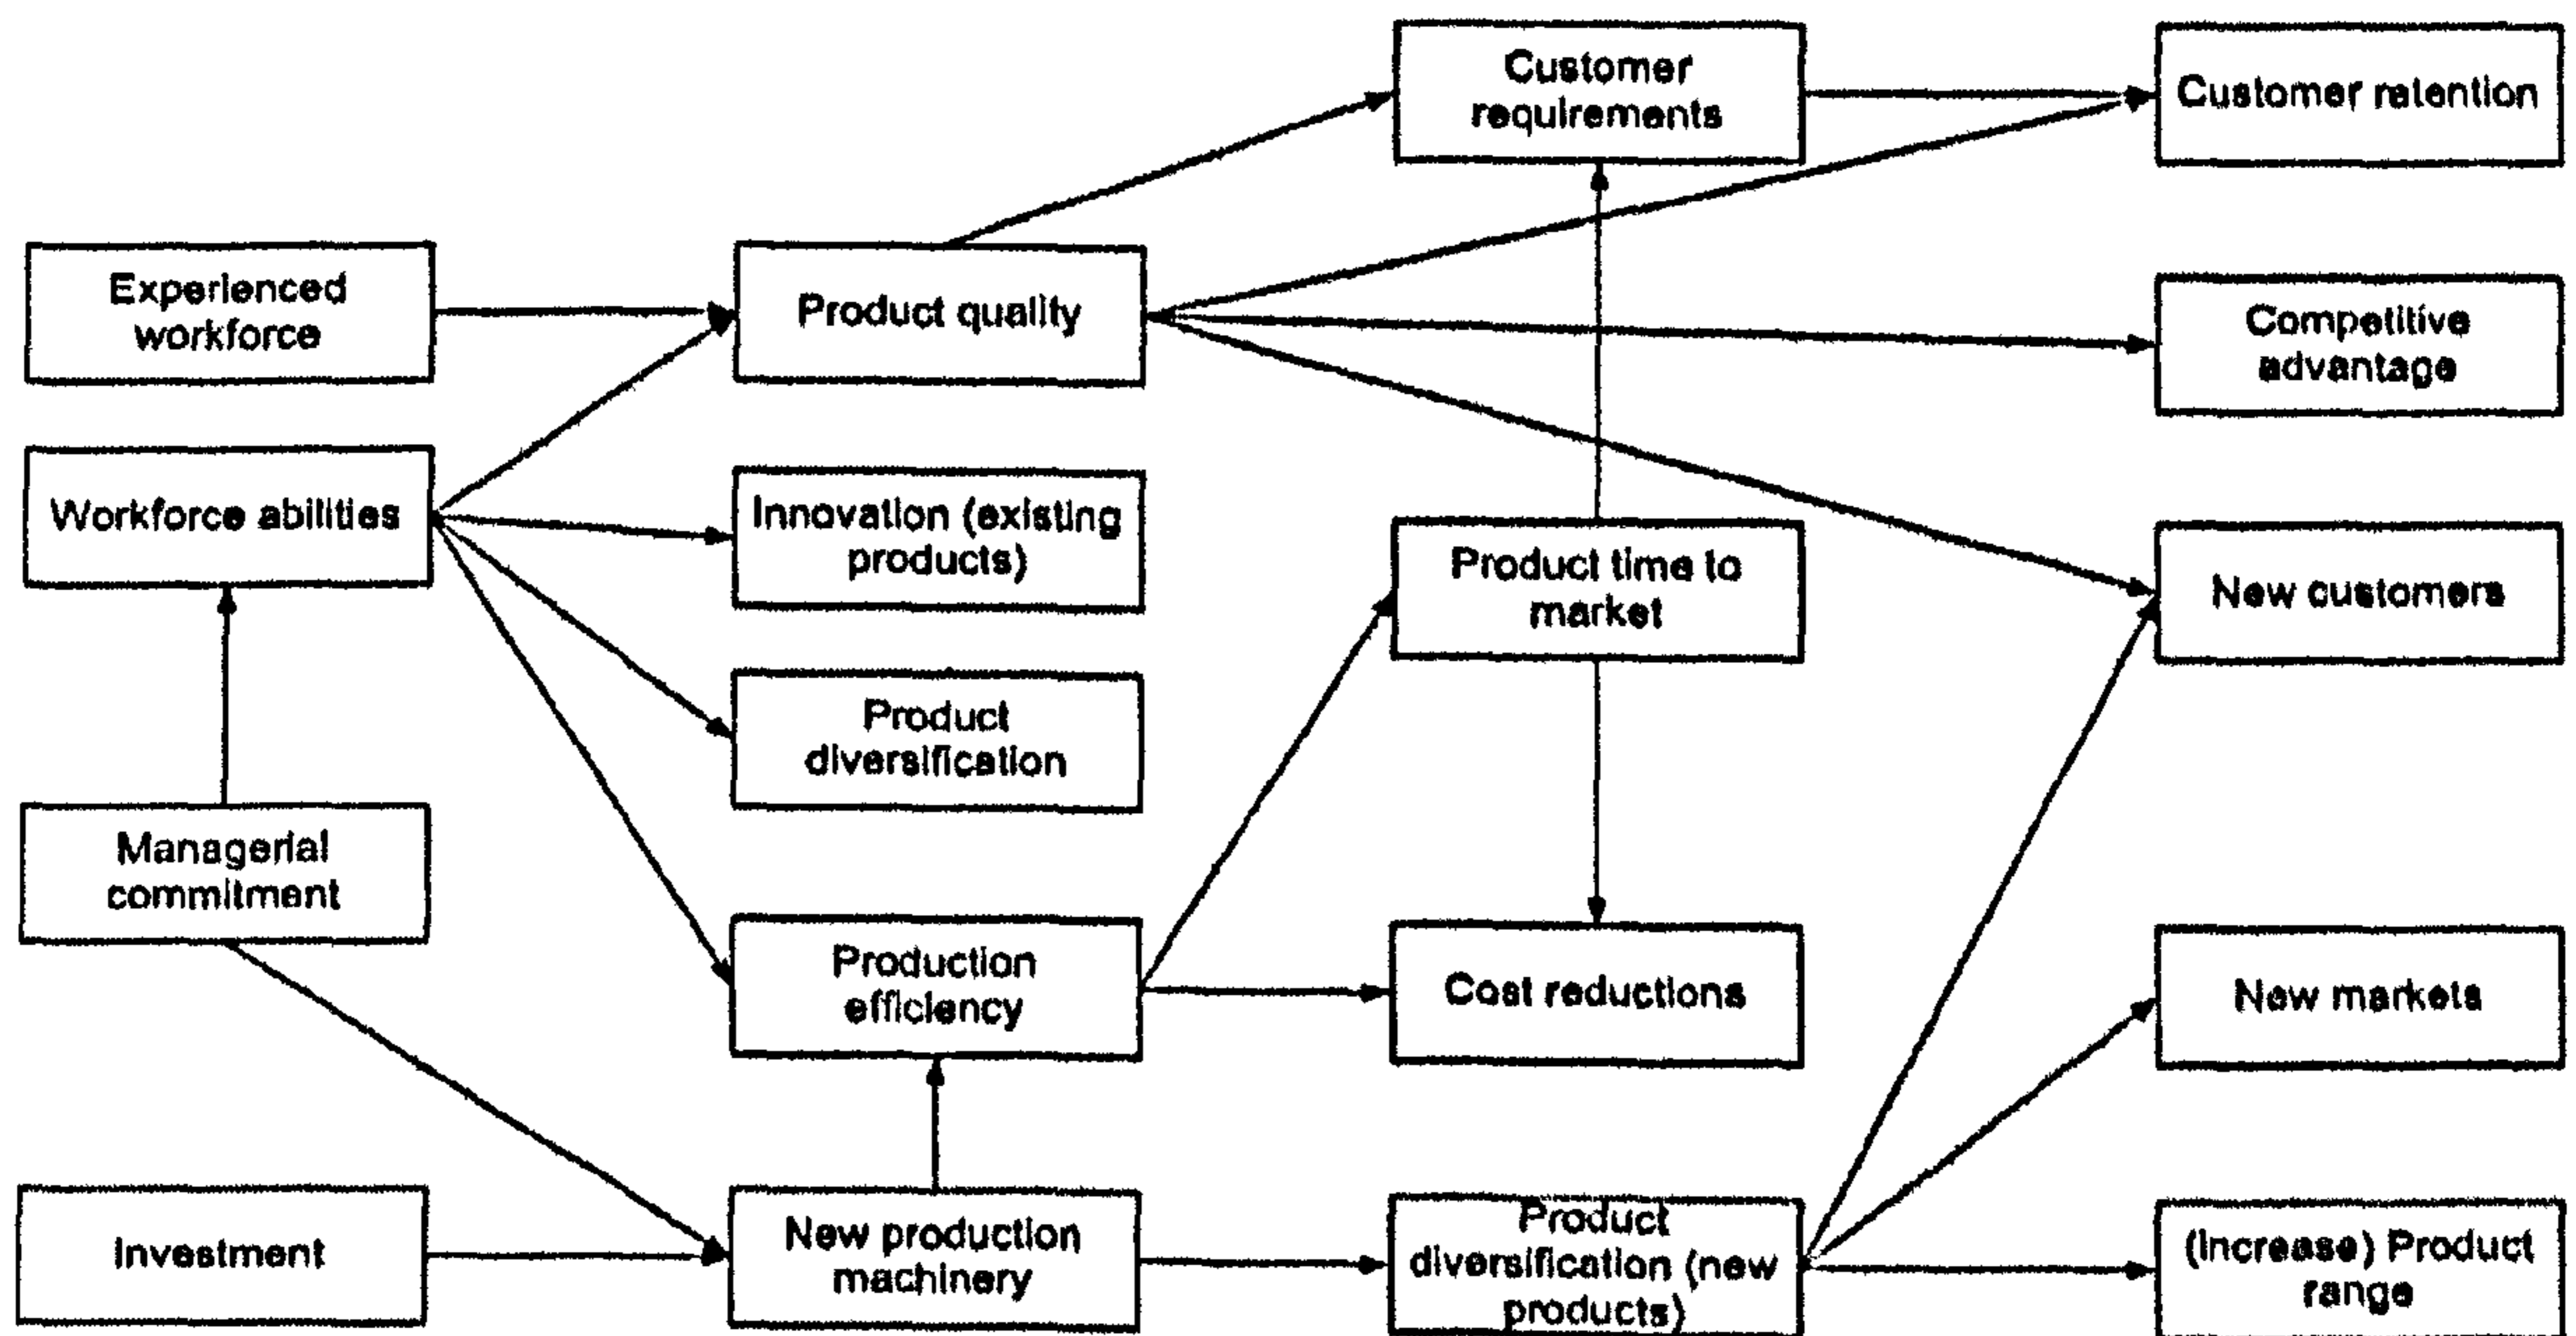 Customer
requirements
Customer retention
Experienced
workforce
Product quality
Competitive
advantage
Workforce abilities
Innovation (existing
products)
Product time to
market
New customers
Product
diversification
Managerial
commitment
Production
efficiency
Cost reductions
New markets
Investment
New production
machinery
Product
diversification (new
products)
(Increase) Product
range